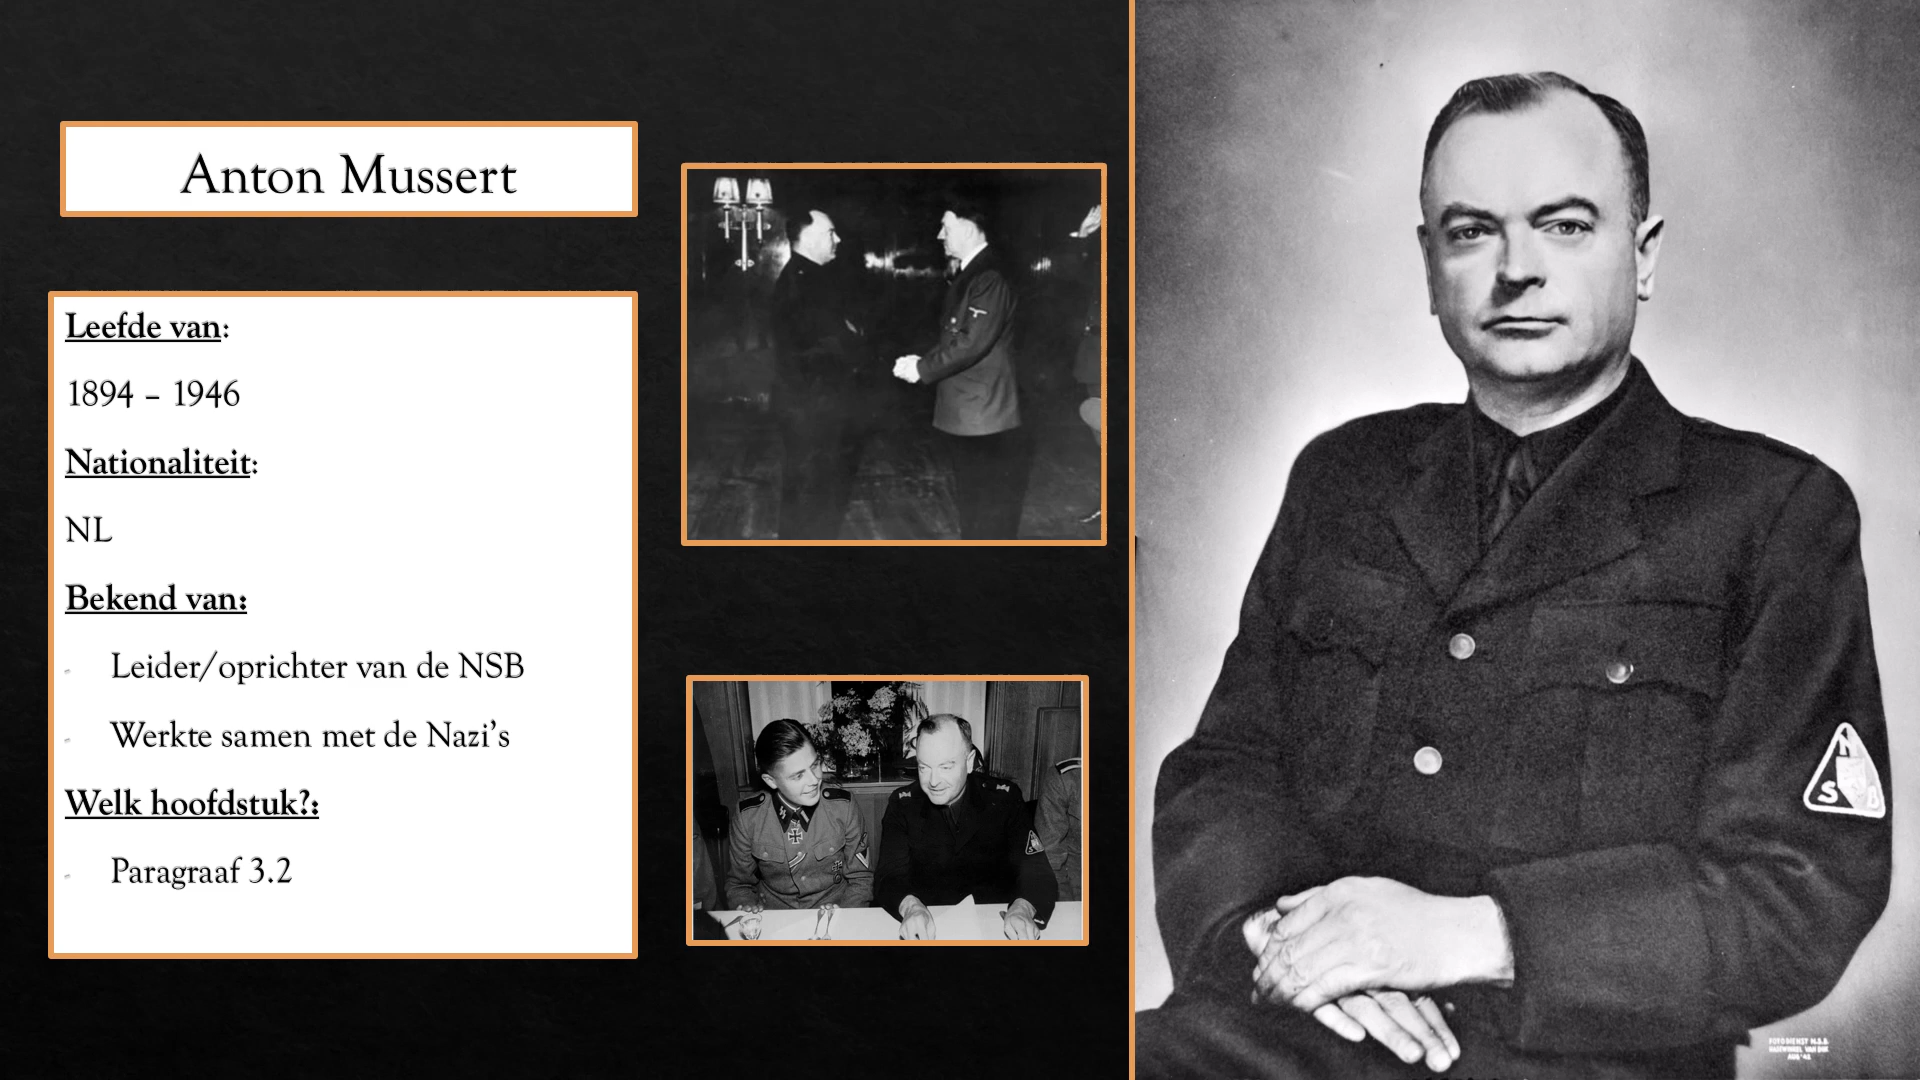 Anton Mussert
Leefde van:
1894 – 1946
Nationaliteit:
NL
Bekend van:
- Leider/oprichter van de NSB
- Werkte samen met de Nazi's
Welk hoofdstuk?:
- Paragraaf 3.2
N
S B
FOTODIENST N.S.B.